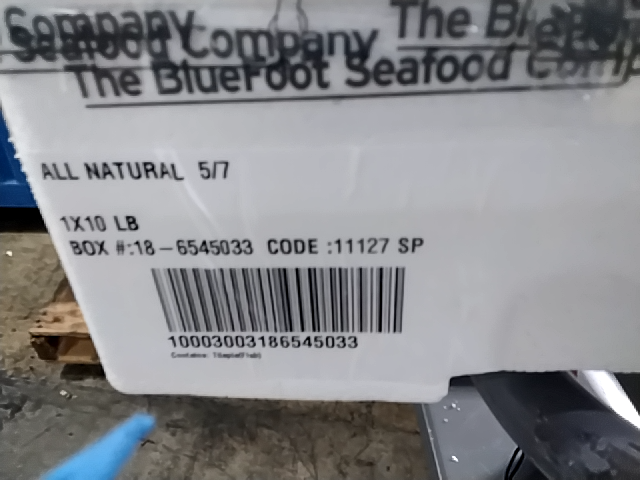 Company The
Seafood Company
The BlueFoot Seafood
ALL NATURAL 5/7
1X10 LB
BOX #:18-6545033 CODE :11127 SP
10003003186545033